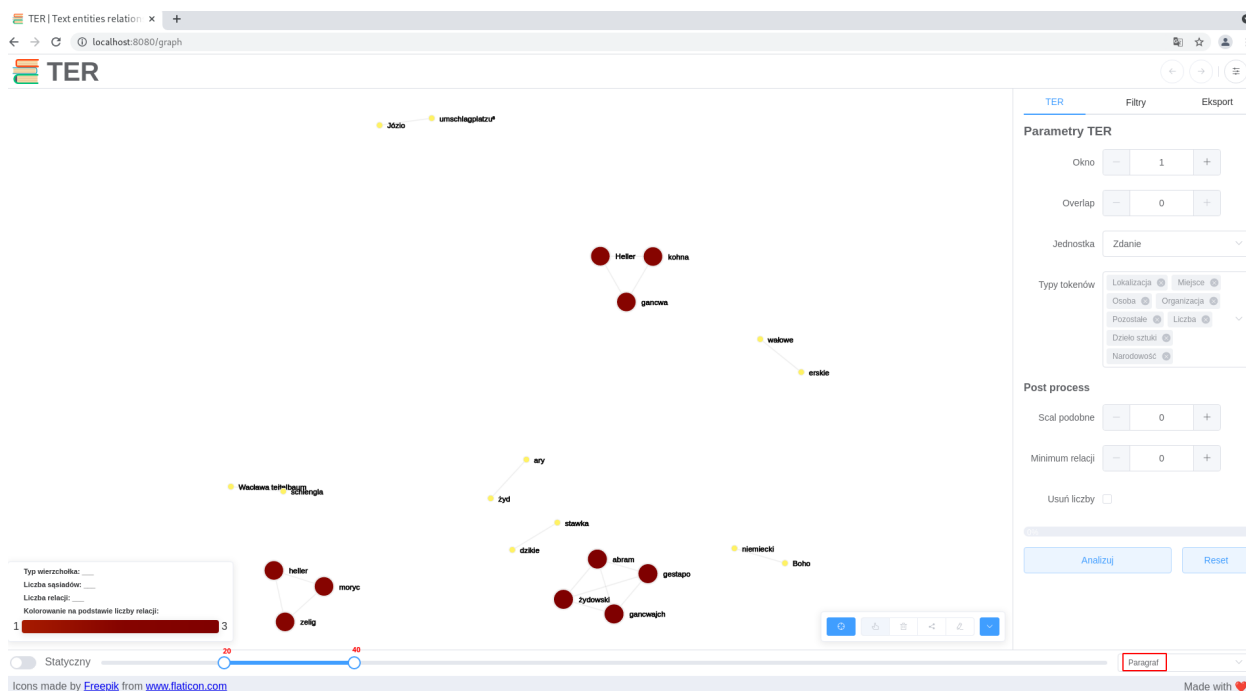 TER | Text entities relation
localhost:8080/graph
TER
Józio
umschlagplatzu
Heller
kohna
gancwa
wałowe
erskie
ary
żyd
Wacława teitelbaum
schlengla
stawka
dzikie
niemiecki
Boho
heller
moryc
zelig
abram
gestapo
żydowski
gancwajch
Typ wierzchołka: ___
Liczba sąsiadów: ___
Liczba relacji: ___
Kolorowanie na podstawie liczby relacji:
1 3
TER Filtry Eksport
Parametry TER
Okno − 1 +
Overlap − 0 +
Jednostka Zdanie
Typy tokenów Lokalizacja Miejsce
Osoba Organizacja
Pozostałe Liczba
Dzieło sztuki
Narodowość
Post process
Scal podobne − 0 +
Minimum relacji − 0 +
Usuń liczby
Analizuj Reset
Statyczny 20 40 Paragraf
Icons made by Freepik from www.flaticon.com Made with ❤